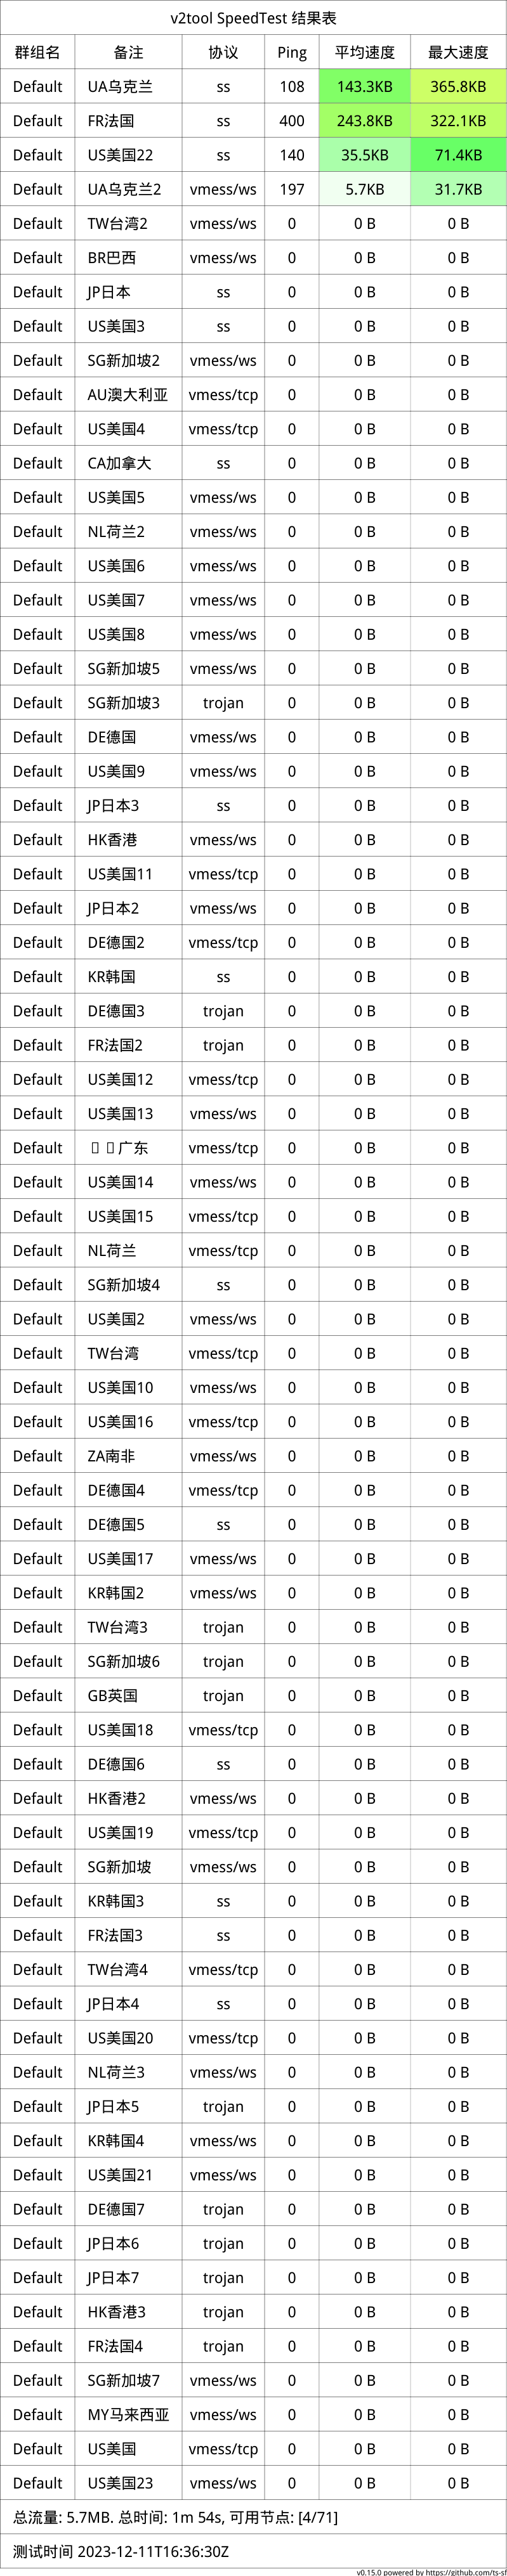 v2tool SpeedTest 结果表
群组名 备注 协议 Ping 平均速度 最大速度
Default UA乌克兰 ss 108 143.3KB 365.8KB
Default FR法国 ss 400 243.8KB 322.1KB
Default US美国22 ss 140 35.5KB 71.4KB
Default UA乌克兰2 vmess/ws 197 5.7KB 31.7KB
Default TW台湾2 vmess/ws 0 0 B 0 B
Default BR巴西 vmess/ws 0 0 B 0 B
Default JP日本 ss 0 0 B 0 B
Default US美国3 ss 0 0 B 0 B
Default SG新加坡2 vmess/ws 0 0 B 0 B
Default AU澳大利亚 vmess/tcp 0 0 B 0 B
Default US美国4 vmess/tcp 0 0 B 0 B
Default CA加拿大 ss 0 0 B 0 B
Default US美国5 vmess/ws 0 0 B 0 B
Default NL荷兰2 vmess/ws 0 0 B 0 B
Default US美国6 vmess/ws 0 0 B 0 B
Default US美国7 vmess/ws 0 0 B 0 B
Default US美国8 vmess/ws 0 0 B 0 B
Default SG新加坡5 vmess/ws 0 0 B 0 B
Default SG新加坡3 trojan 0 0 B 0 B
Default DE德国 vmess/ws 0 0 B 0 B
Default US美国9 vmess/ws 0 0 B 0 B
Default JP日本3 ss 0 0 B 0 B
Default HK香港 vmess/ws 0 0 B 0 B
Default US美国11 vmess/tcp 0 0 B 0 B
Default JP日本2 vmess/ws 0 0 B 0 B
Default DE德国2 vmess/tcp 0 0 B 0 B
Default KR韩国 ss 0 0 B 0 B
Default DE德国3 trojan 0 0 B 0 B
Default FR法国2 trojan 0 0 B 0 B
Default US美国12 vmess/tcp 0 0 B 0 B
Default US美国13 vmess/ws 0 0 B 0 B
Default 广东 vmess/tcp 0 0 B 0 B
Default US美国14 vmess/ws 0 0 B 0 B
Default US美国15 vmess/tcp 0 0 B 0 B
Default NL荷兰 vmess/tcp 0 0 B 0 B
Default SG新加坡4 ss 0 0 B 0 B
Default US美国2 vmess/ws 0 0 B 0 B
Default TW台湾 vmess/tcp 0 0 B 0 B
Default US美国10 vmess/ws 0 0 B 0 B
Default US美国16 vmess/tcp 0 0 B 0 B
Default ZA南非 vmess/ws 0 0 B 0 B
Default DE德国4 vmess/tcp 0 0 B 0 B
Default DE德国5 ss 0 0 B 0 B
Default US美国17 vmess/ws 0 0 B 0 B
Default KR韩国2 vmess/ws 0 0 B 0 B
Default TW台湾3 trojan 0 0 B 0 B
Default SG新加坡6 trojan 0 0 B 0 B
Default GB英国 trojan 0 0 B 0 B
Default US美国18 vmess/tcp 0 0 B 0 B
Default DE德国6 ss 0 0 B 0 B
Default HK香港2 vmess/ws 0 0 B 0 B
Default US美国19 vmess/tcp 0 0 B 0 B
Default SG新加坡 vmess/ws 0 0 B 0 B
Default KR韩国3 ss 0 0 B 0 B
Default FR法国3 ss 0 0 B 0 B
Default TW台湾4 vmess/tcp 0 0 B 0 B
Default JP日本4 ss 0 0 B 0 B
Default US美国20 vmess/tcp 0 0 B 0 B
Default NL荷兰3 vmess/ws 0 0 B 0 B
Default JP日本5 trojan 0 0 B 0 B
Default KR韩国4 vmess/ws 0 0 B 0 B
Default US美国21 vmess/ws 0 0 B 0 B
Default DE德国7 trojan 0 0 B 0 B
Default JP日本6 trojan 0 0 B 0 B
Default JP日本7 trojan 0 0 B 0 B
Default HK香港3 trojan 0 0 B 0 B
Default FR法国4 trojan 0 0 B 0 B
Default SG新加坡7 vmess/ws 0 0 B 0 B
Default MY马来西亚 vmess/ws 0 0 B 0 B
Default US美国 vmess/tcp 0 0 B 0 B
Default US美国23 vmess/ws 0 0 B 0 B
总流量: 5.7MB. 总时间: 1m 54s, 可用节点: [4/71]
测试时间 2023-12-11T16:36:30Z
v0.15.0 powered by https://github.com/ts-sf